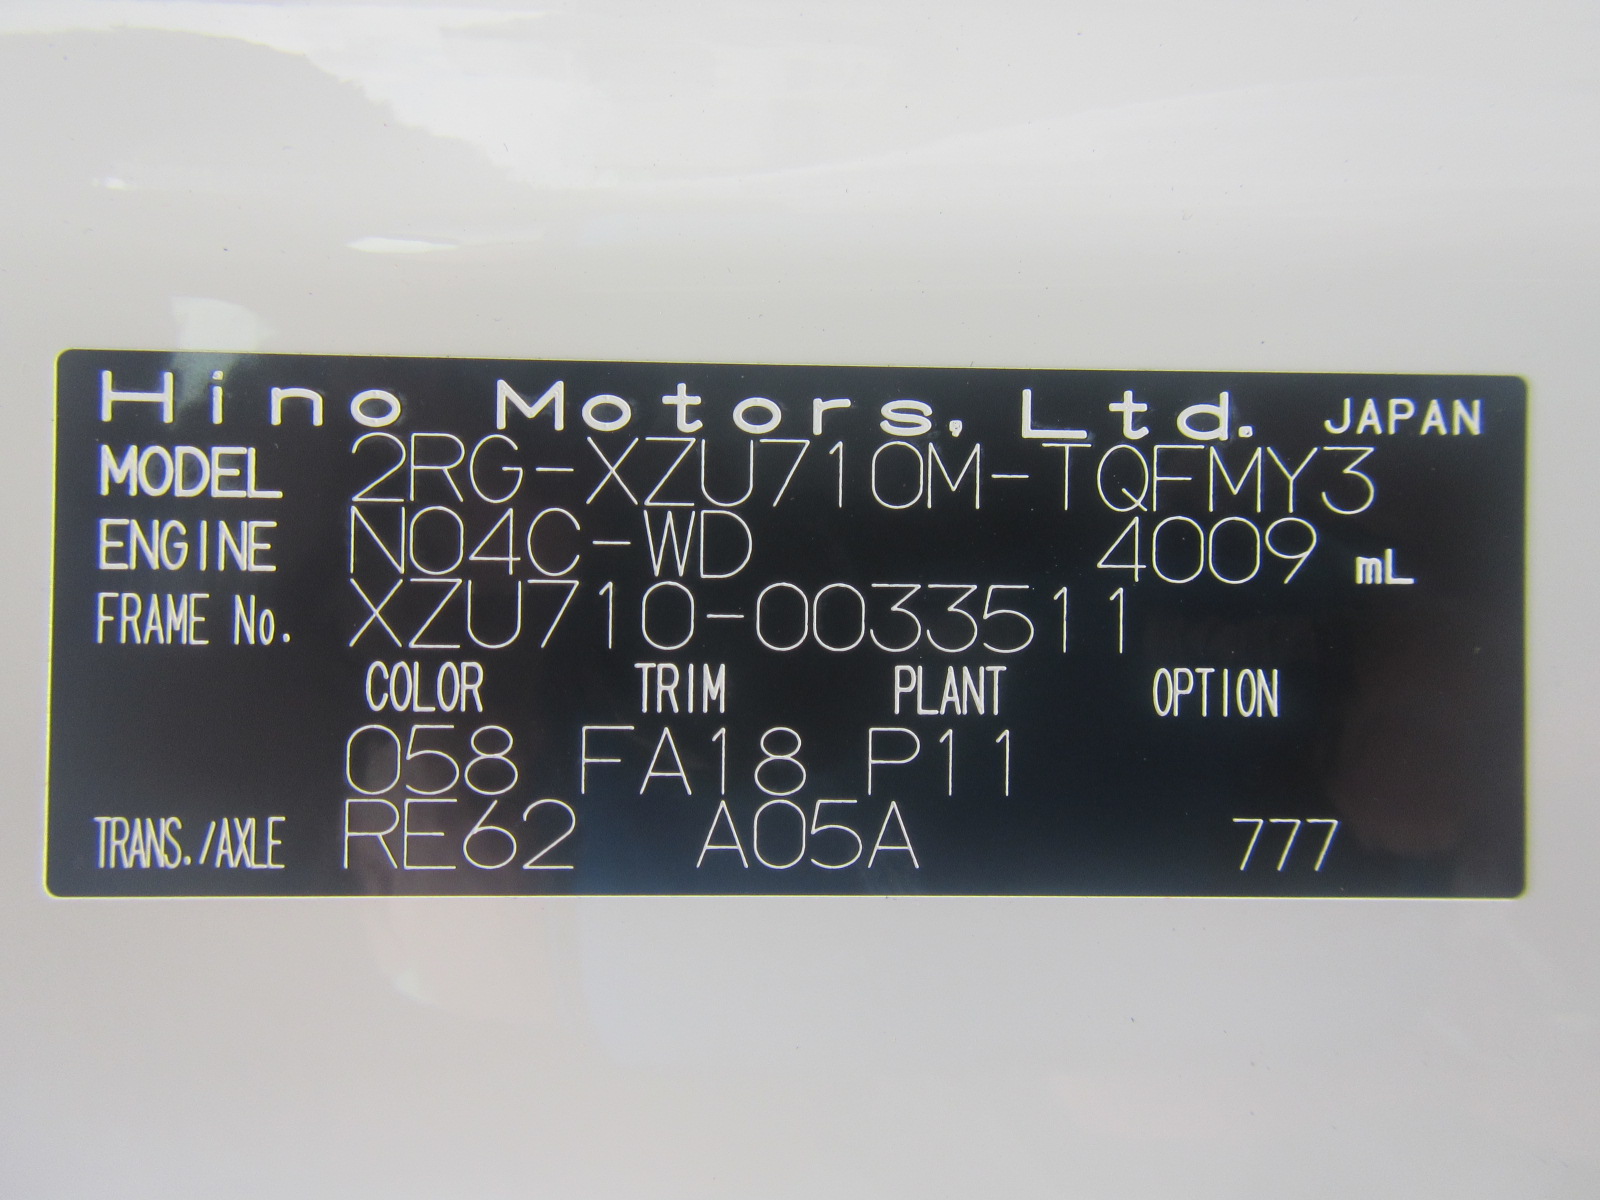 Hino Motors, Ltd. JAPAN
MODEL 2RG-XZU710M-TQFMY3
ENGINE N04C-WD 4009 mL
FRAME No. XZU710-0033511
COLOR TRIM PLANT OPTION
058 FA18 P11
TRANS./AXLE RE62 A05A 777